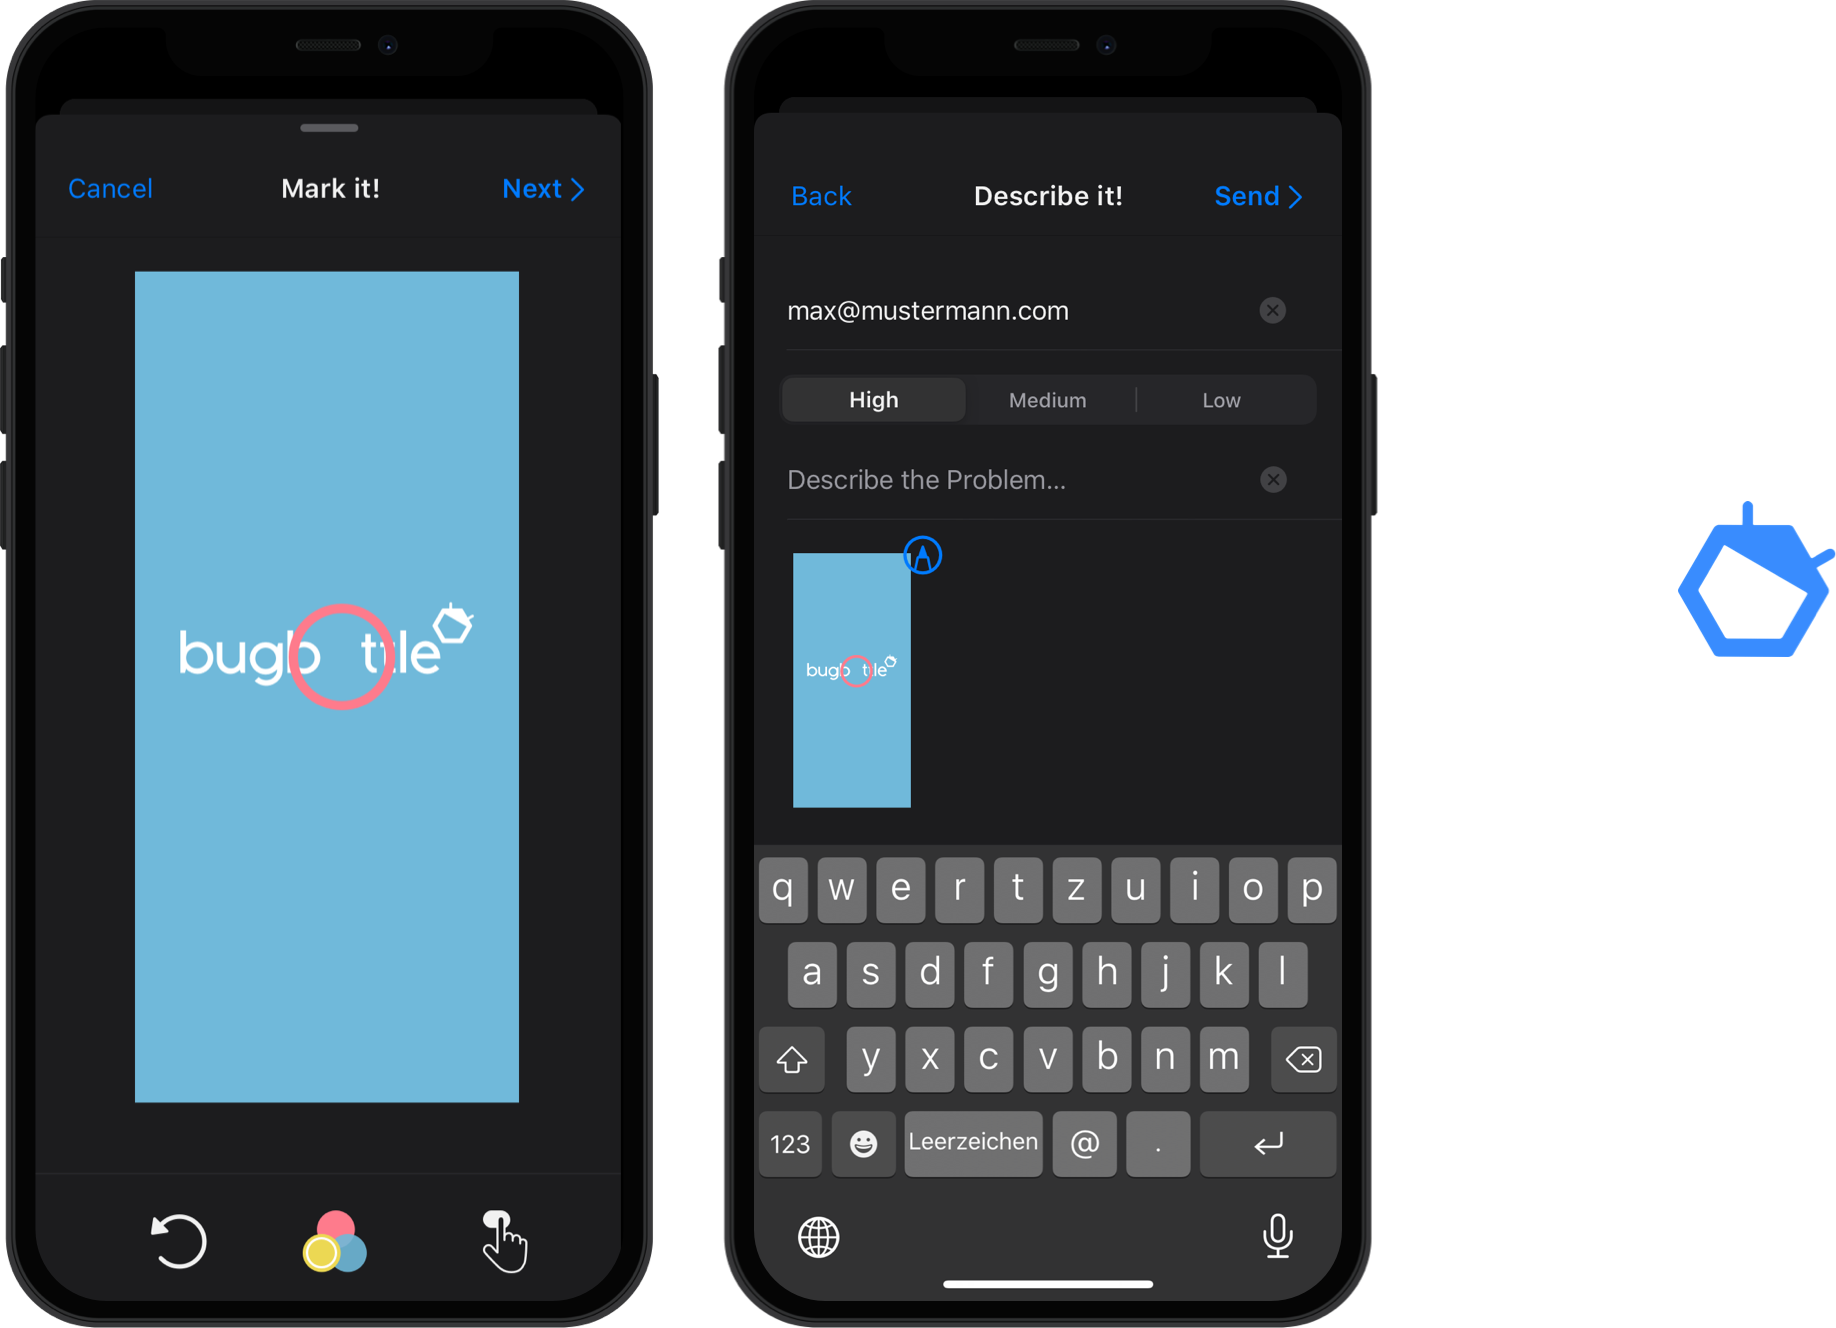 Cancel Mark it! Next
bugb ttle
Back Describe it! Send
max@mustermann.com
High Medium Low
Describe the Problem...
bugb ttle
q w e r t z u i o p
a s d f g h j k l
y x c v b n m
123 Leerzeichen @ .